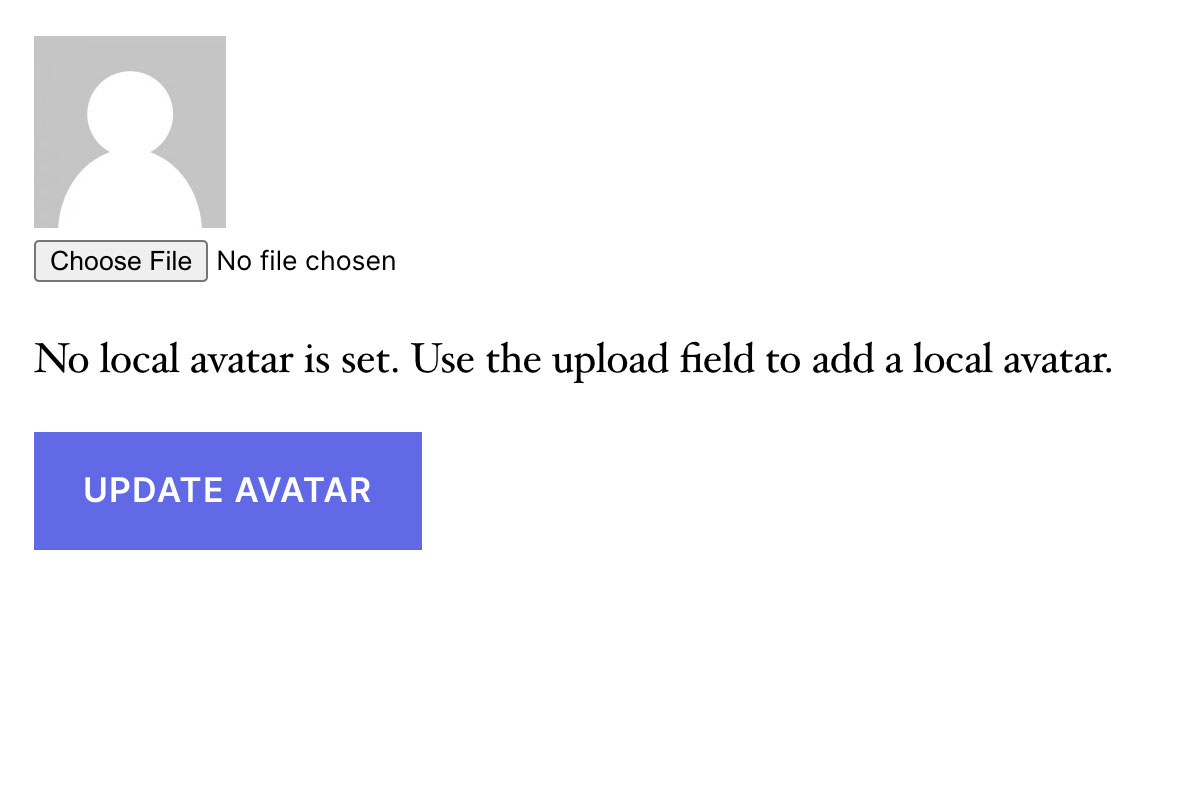 Choose File No file chosen
No local avatar is set. Use the upload field to add a local avatar.
UPDATE AVATAR